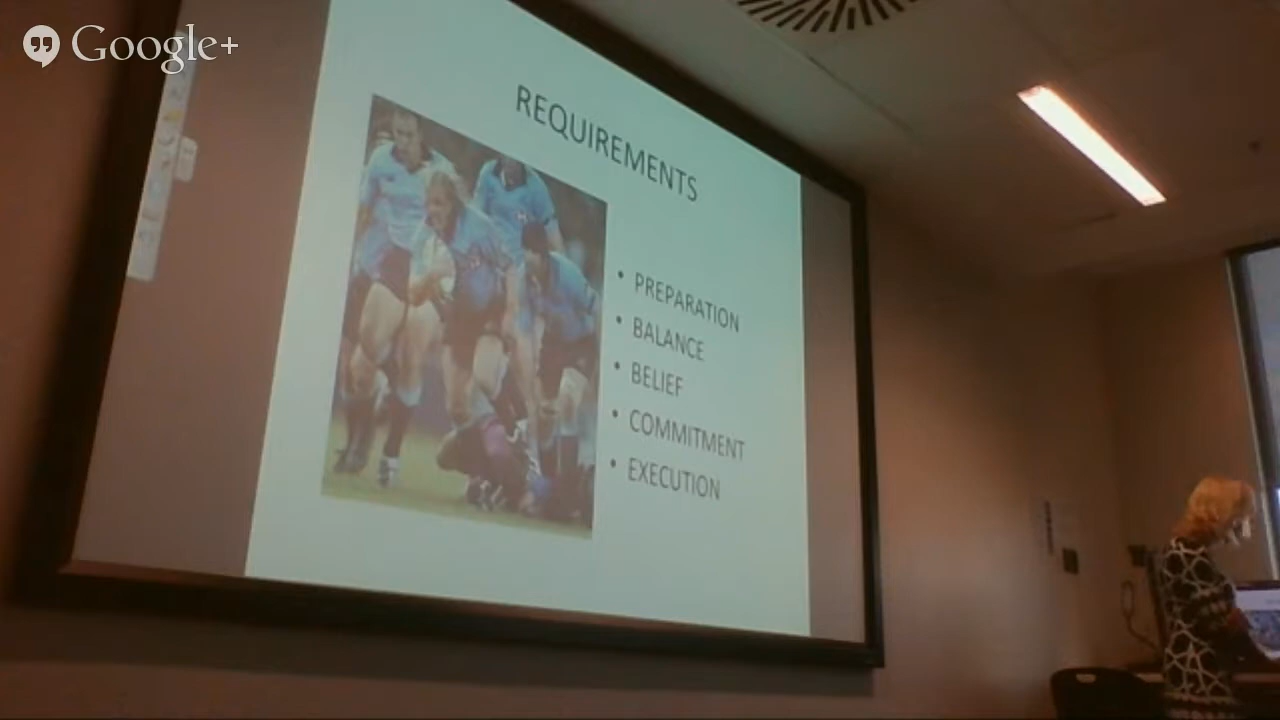 Google+
REQUIREMENTS
• PREPARATION
• BALANCE
• BELIEF
• COMMITMENT
• EXECUTION